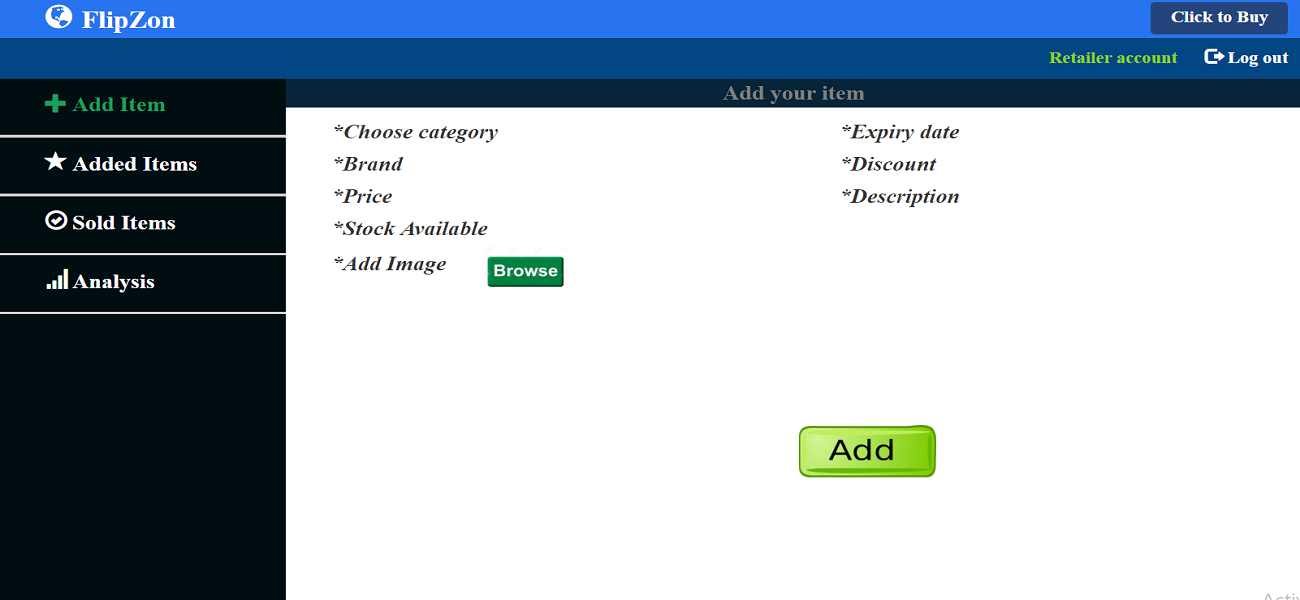 FlipZon
Click to Buy
Retailer account
Log out
Add Item
Added Items
Sold Items
Analysis
Add your item
*Choose category
*Brand
*Price
*Stock Available
*Add Image
Browse
*Expiry date
*Discount
*Description
Add